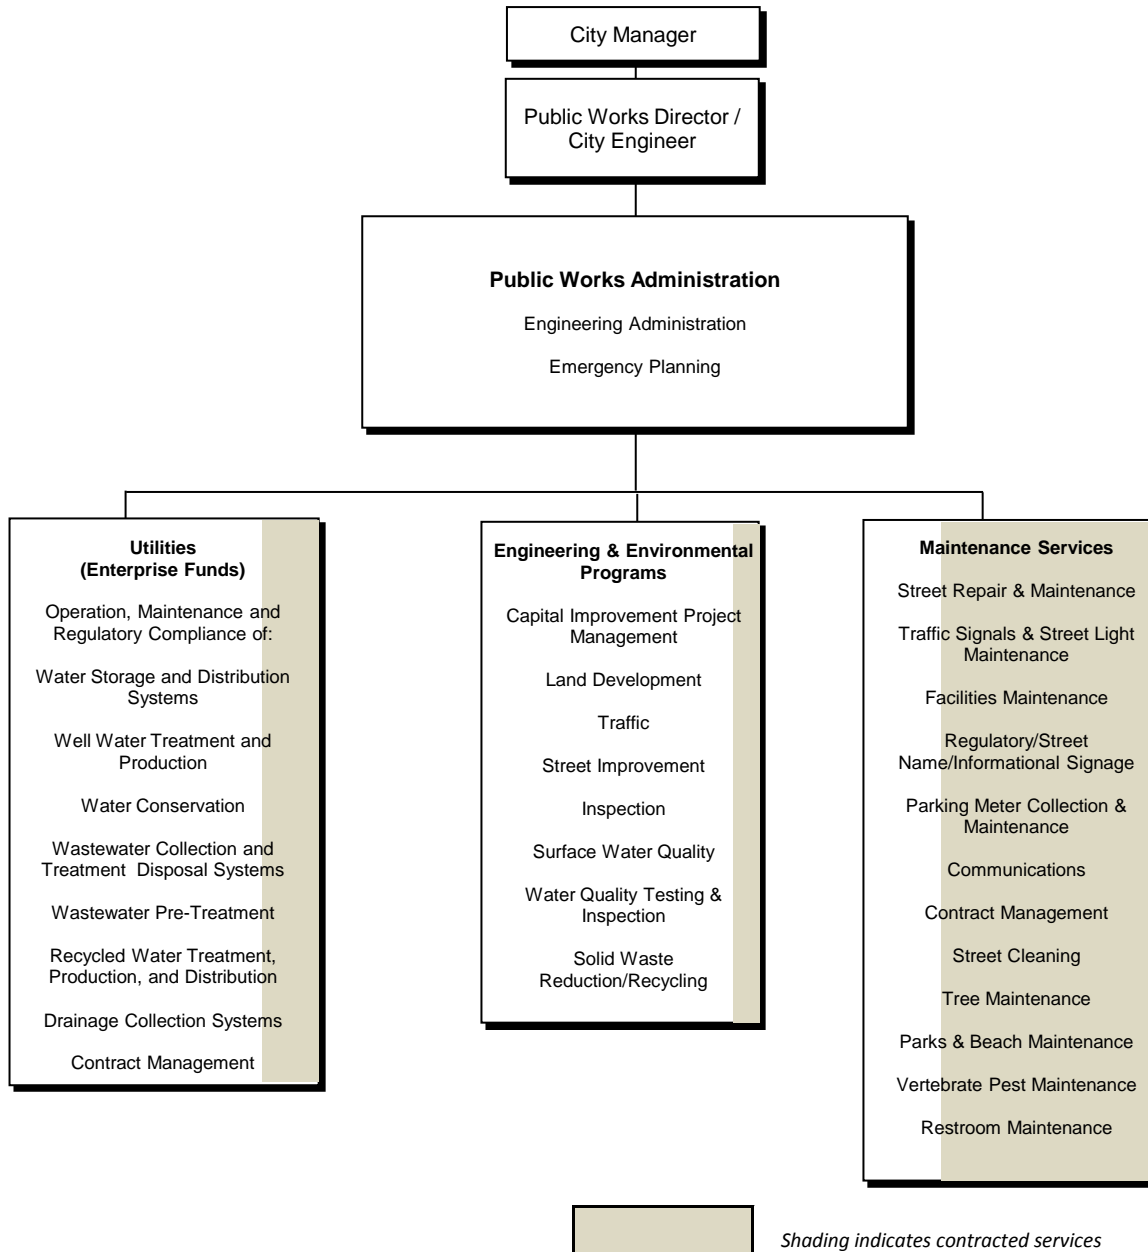 City Manager
Public Works Director /
City Engineer
Public Works Administration
Engineering Administration
Emergency Planning
Utilities
(Enterprise Funds)
Operation, Maintenance and
Regulatory Compliance of:
Water Storage and Distribution
Systems
Well Water Treatment and
Production
Water Conservation
Wastewater Collection and
Treatment  Disposal Systems
Wastewater Pre-Treatment
Recycled Water Treatment,
Production, and Distribution
Drainage Collection Systems
Contract Management
Engineering & Environmental
Programs
Capital Improvement Project
Management
Land Development
Traffic
Street Improvement
Inspection
Surface Water Quality
Water Quality Testing &
Inspection
Solid Waste
Reduction/Recycling
Maintenance Services
Street Repair & Maintenance
Traffic Signals & Street Light
Maintenance
Facilities Maintenance
Regulatory/Street
Name/Informational Signage
Parking Meter Collection &
Maintenance
Communications
Contract Management
Street Cleaning
Tree Maintenance
Parks & Beach Maintenance
Vertebrate Pest Maintenance
Restroom Maintenance
Shading indicates contracted services